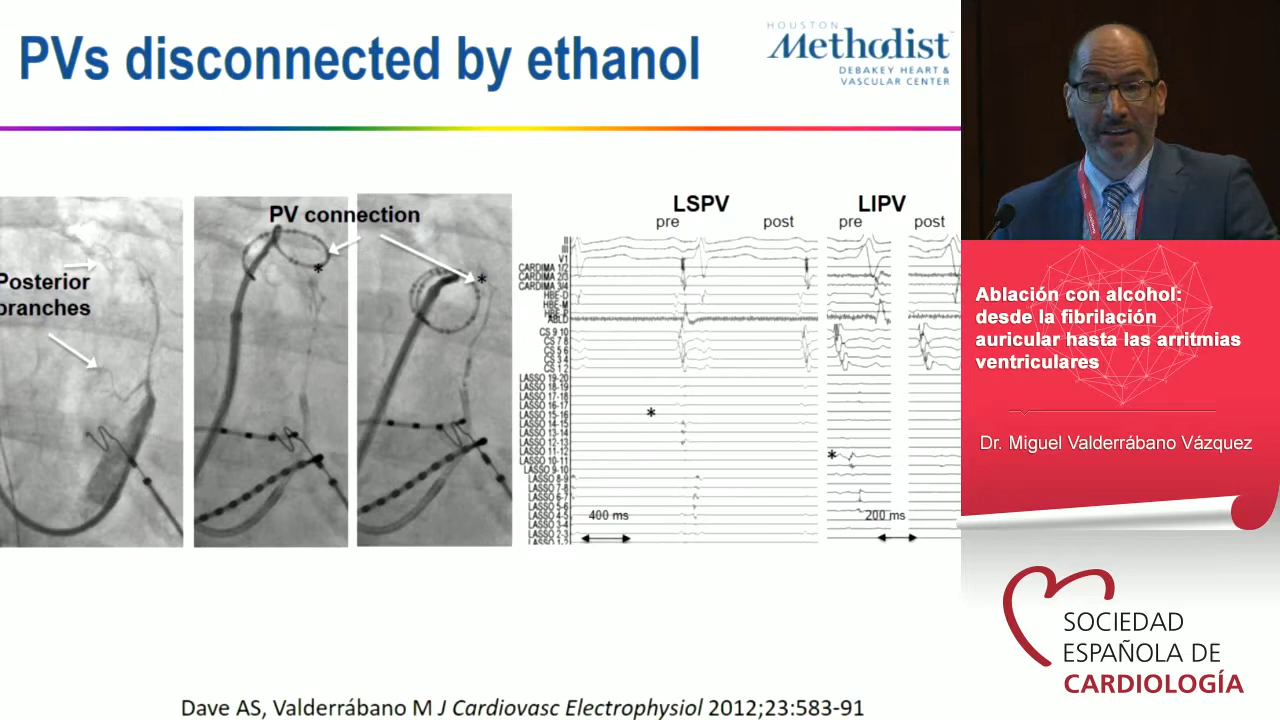 PVs disconnected by ethanol
HOUSTON
Methodist
DEBAKEY HEART &
VASCULAR CENTER
Posterior
branches
PV connection
*
*
LSPV
pre post
LIPV
pre post
II
III
V1
CARDIMA 1/2
CARDIMA 2/3
CARDIMA 3/4
HBE-D
HBE-M
HBE-P
ABLD
CS 9 10
CS 7 8
CS 5 6
CS 3 4
CS 1 2
LASSO 19-20
LASSO 18-19
LASSO 17-18
LASSO 16-17
LASSO 15-16
LASSO 14-15
LASSO 13-14
LASSO 12-13
LASSO 11-12
LASSO 10-11
LASSO 9-10
LASSO 8-9
LASSO 7-8
LASSO 6-7
LASSO 5-6
LASSO 4-5
LASSO 3-4
LASSO 2-3
LASSO 1-2
*
*
400 ms
200 ms
Dave AS, Valderrábano M J Cardiovasc Electrophysiol 2012;23:583-91
Ablación con alcohol:
desde la fibrilación
auricular hasta las arritmias
ventriculares
Dr. Miguel Valderrábano Vázquez
SOCIEDAD
ESPAÑOLA DE
CARDIOLOGÍA